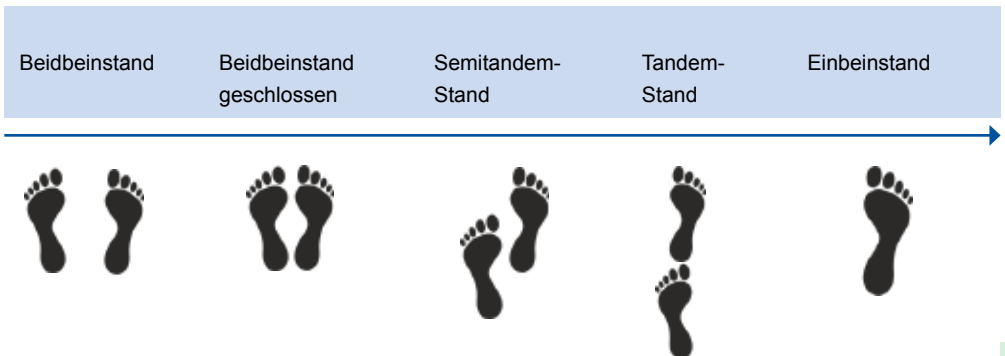 Beidbeinstand
Beidbeinstand
geschlossen
Semitandem-
Stand
Tandem-
Stand
Einbeinstand